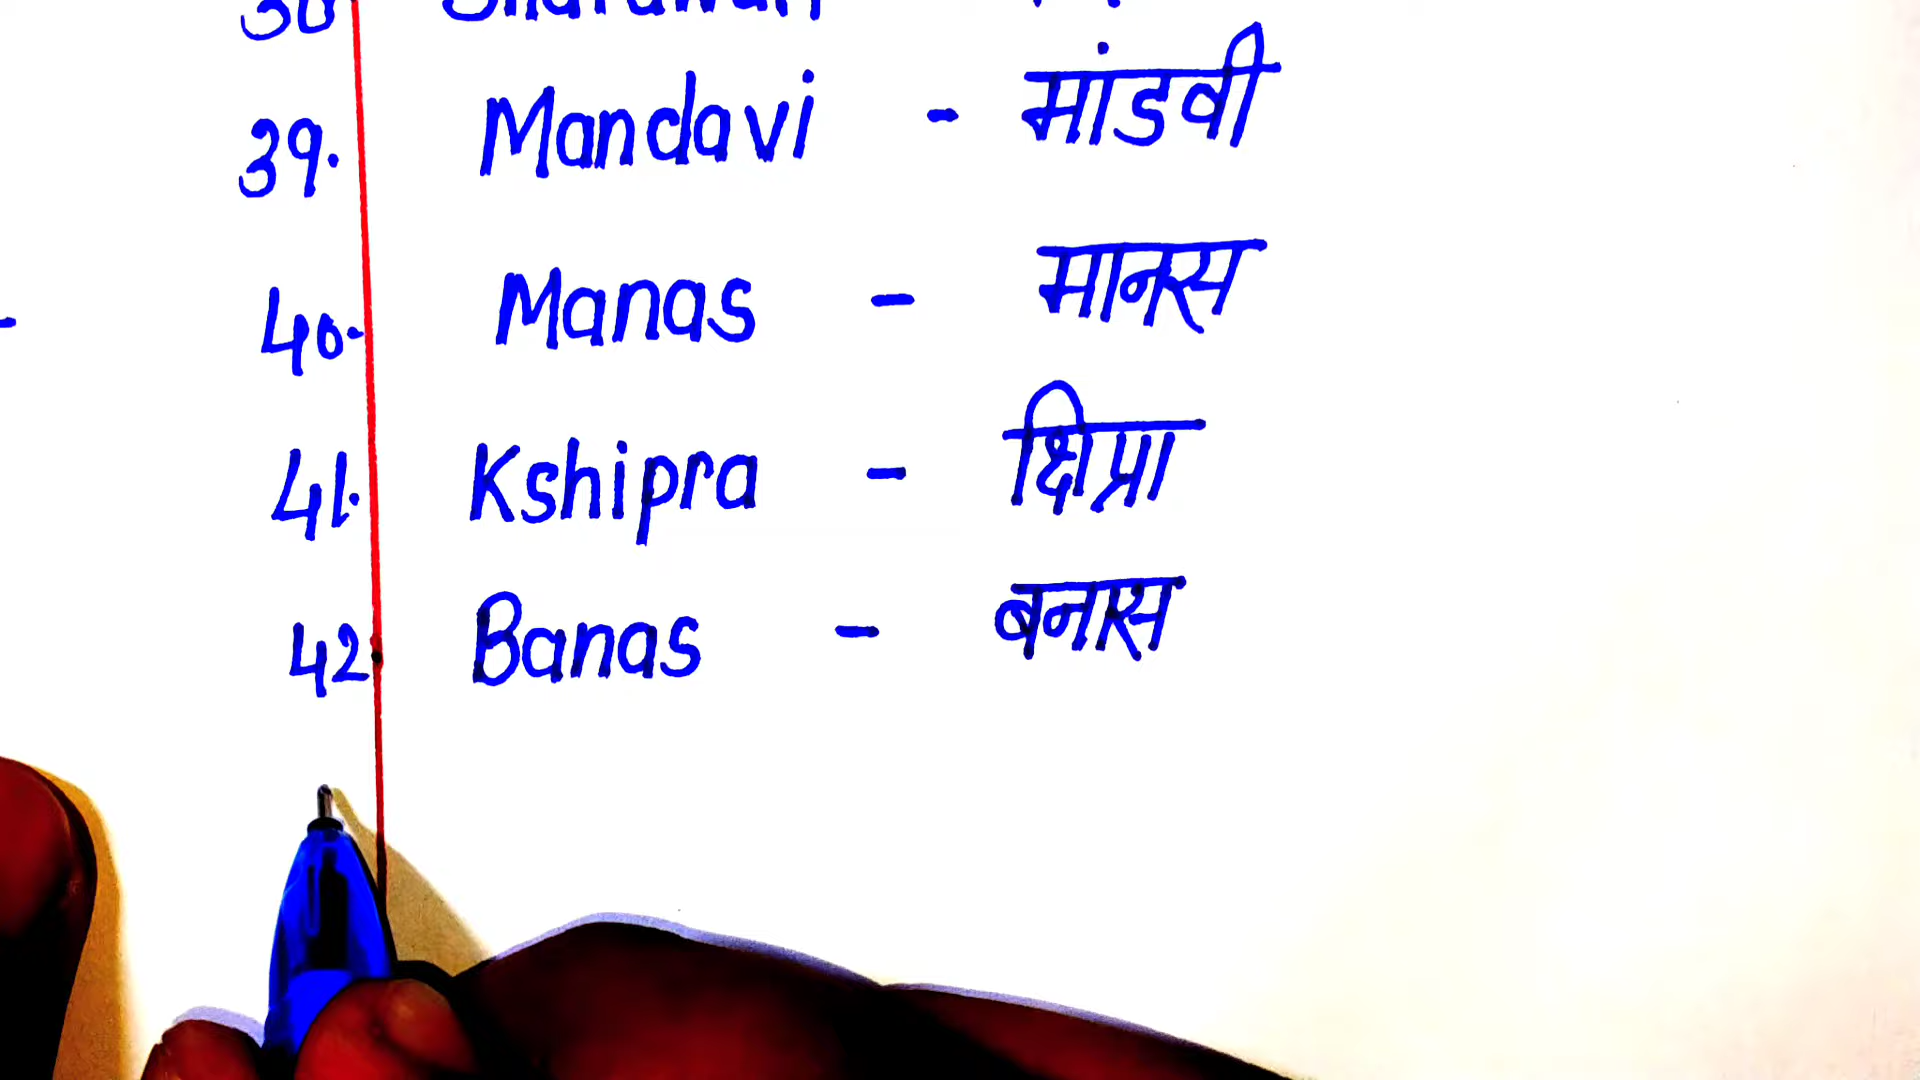 39. Mandavi - मांडवी
40. Manas - मानस
41. Kshipra - क्षिप्रा
42. Banas - बनास